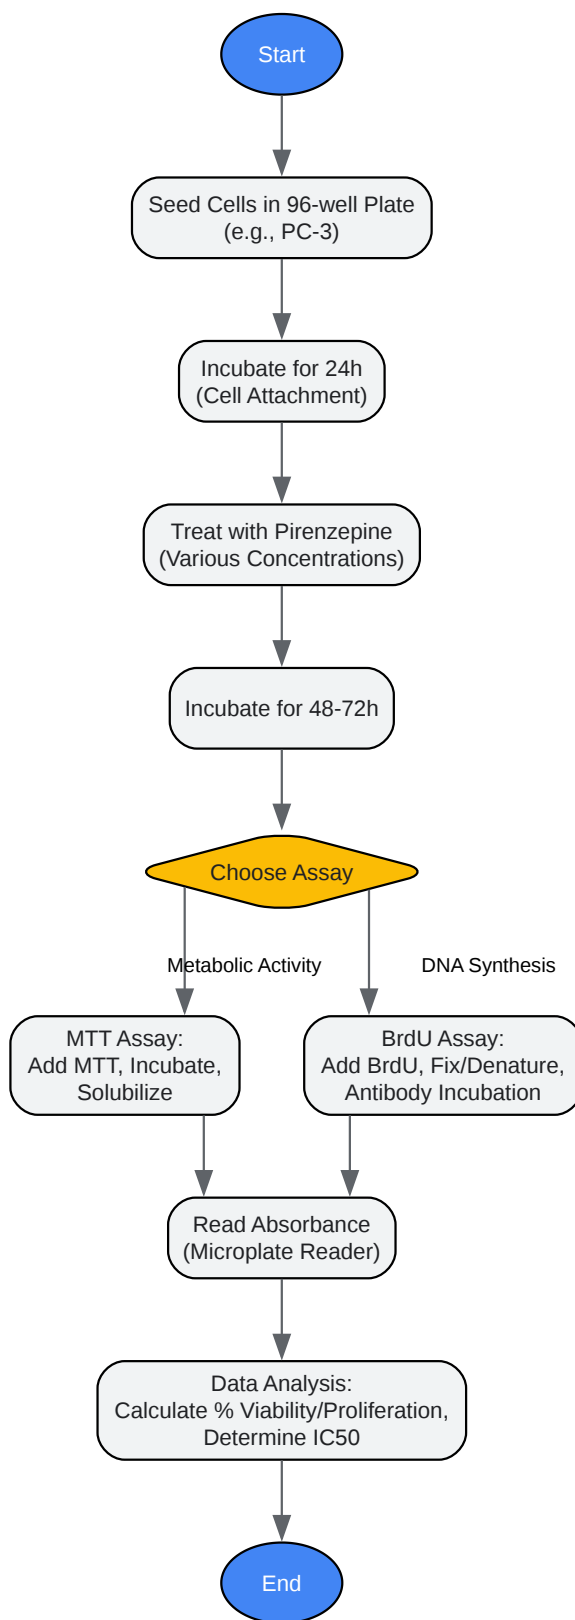 Start
Seed Cells in 96-well Plate
(e.g., PC-3)
Incubate for 24h
(Cell Attachment)
Treat with Pirenzepine
(Various Concentrations)
Incubate for 48-72h
Choose Assay
Metabolic Activity
DNA Synthesis
MTT Assay:
Add MTT, Incubate,
Solubilize
BrdU Assay:
Add BrdU, Fix/Denature,
Antibody Incubation
Read Absorbance
(Microplate Reader)
Data Analysis:
Calculate % Viability/Proliferation,
Determine IC50
End